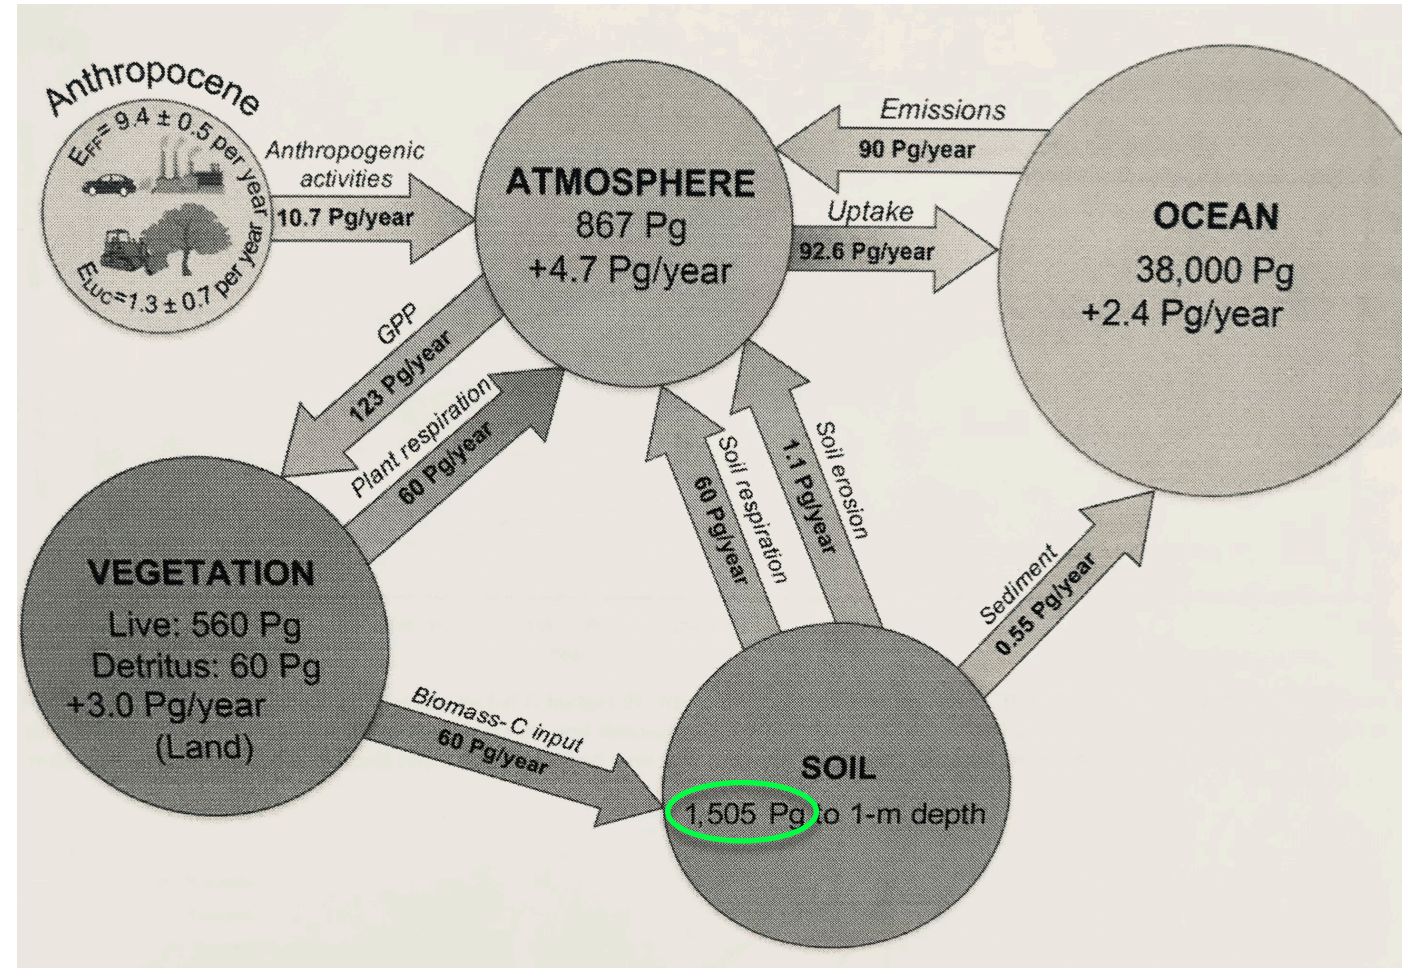 Anthropocene
EFF= 9.4 ± 0.5 per year
ELUC=1.3 ± 0.7 per year
Anthropogenic
activities
10.7 Pg/year
ATMOSPHERE
867 Pg
+4.7 Pg/year
Emissions
90 Pg/year
Uptake
92.6 Pg/year
OCEAN
38,000 Pg
+2.4 Pg/year
GPP
123 Pg/year
Plant respiration
60 Pg/year
Soil respiration
60 Pg/year
Soil erosion
1.1 Pg/year
Sediment
0.55 Pg/year
VEGETATION
Live: 560 Pg
Detritus: 60 Pg
+3.0 Pg/year
(Land)
Biomass-C input
60 Pg/year
SOIL
1,505 Pg to 1-m depth